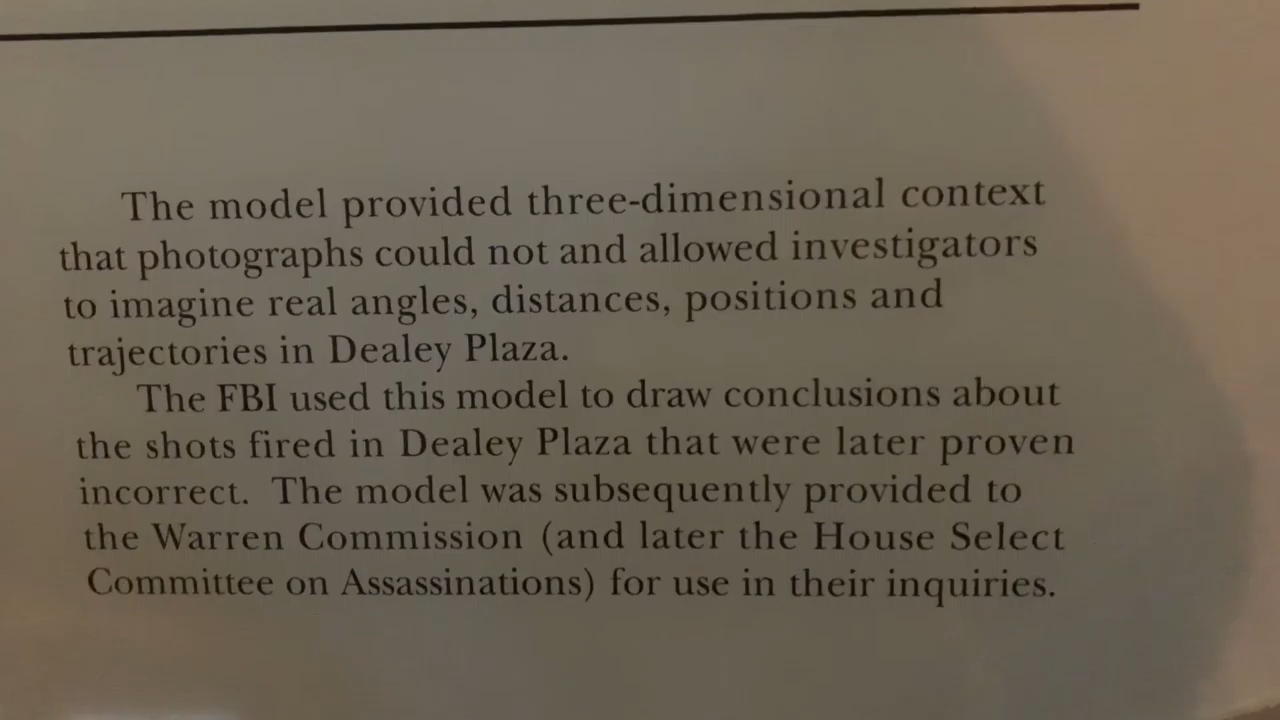 The model provided three-dimensional context
that photographs could not and allowed investigators
to imagine real angles, distances, positions and
trajectories in Dealey Plaza.
The FBI used this model to draw conclusions about
the shots fired in Dealey Plaza that were later proven
incorrect. The model was subsequently provided to
the Warren Commission (and later the House Select
Committee on Assassinations) for use in their inquiries.